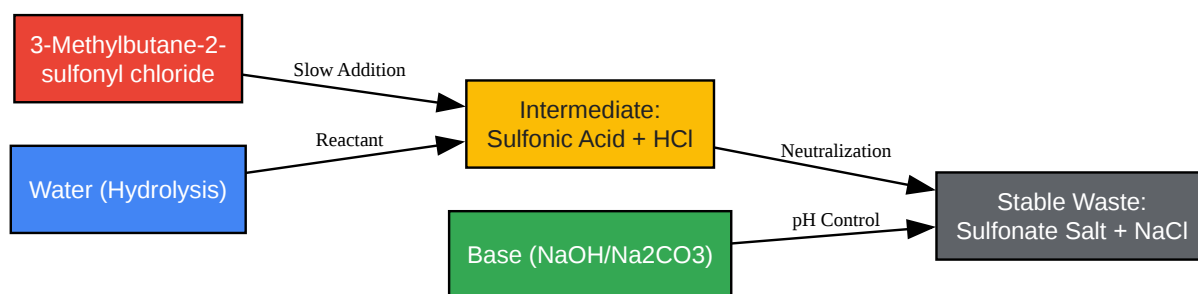 3-Methylbutane-2-
sulfonyl chloride
Slow Addition
Water (Hydrolysis)
Reactant
Intermediate:
Sulfonic Acid + HCl
Neutralization
Base (NaOH/Na2CO3)
pH Control
Stable Waste:
Sulfonate Salt + NaCl